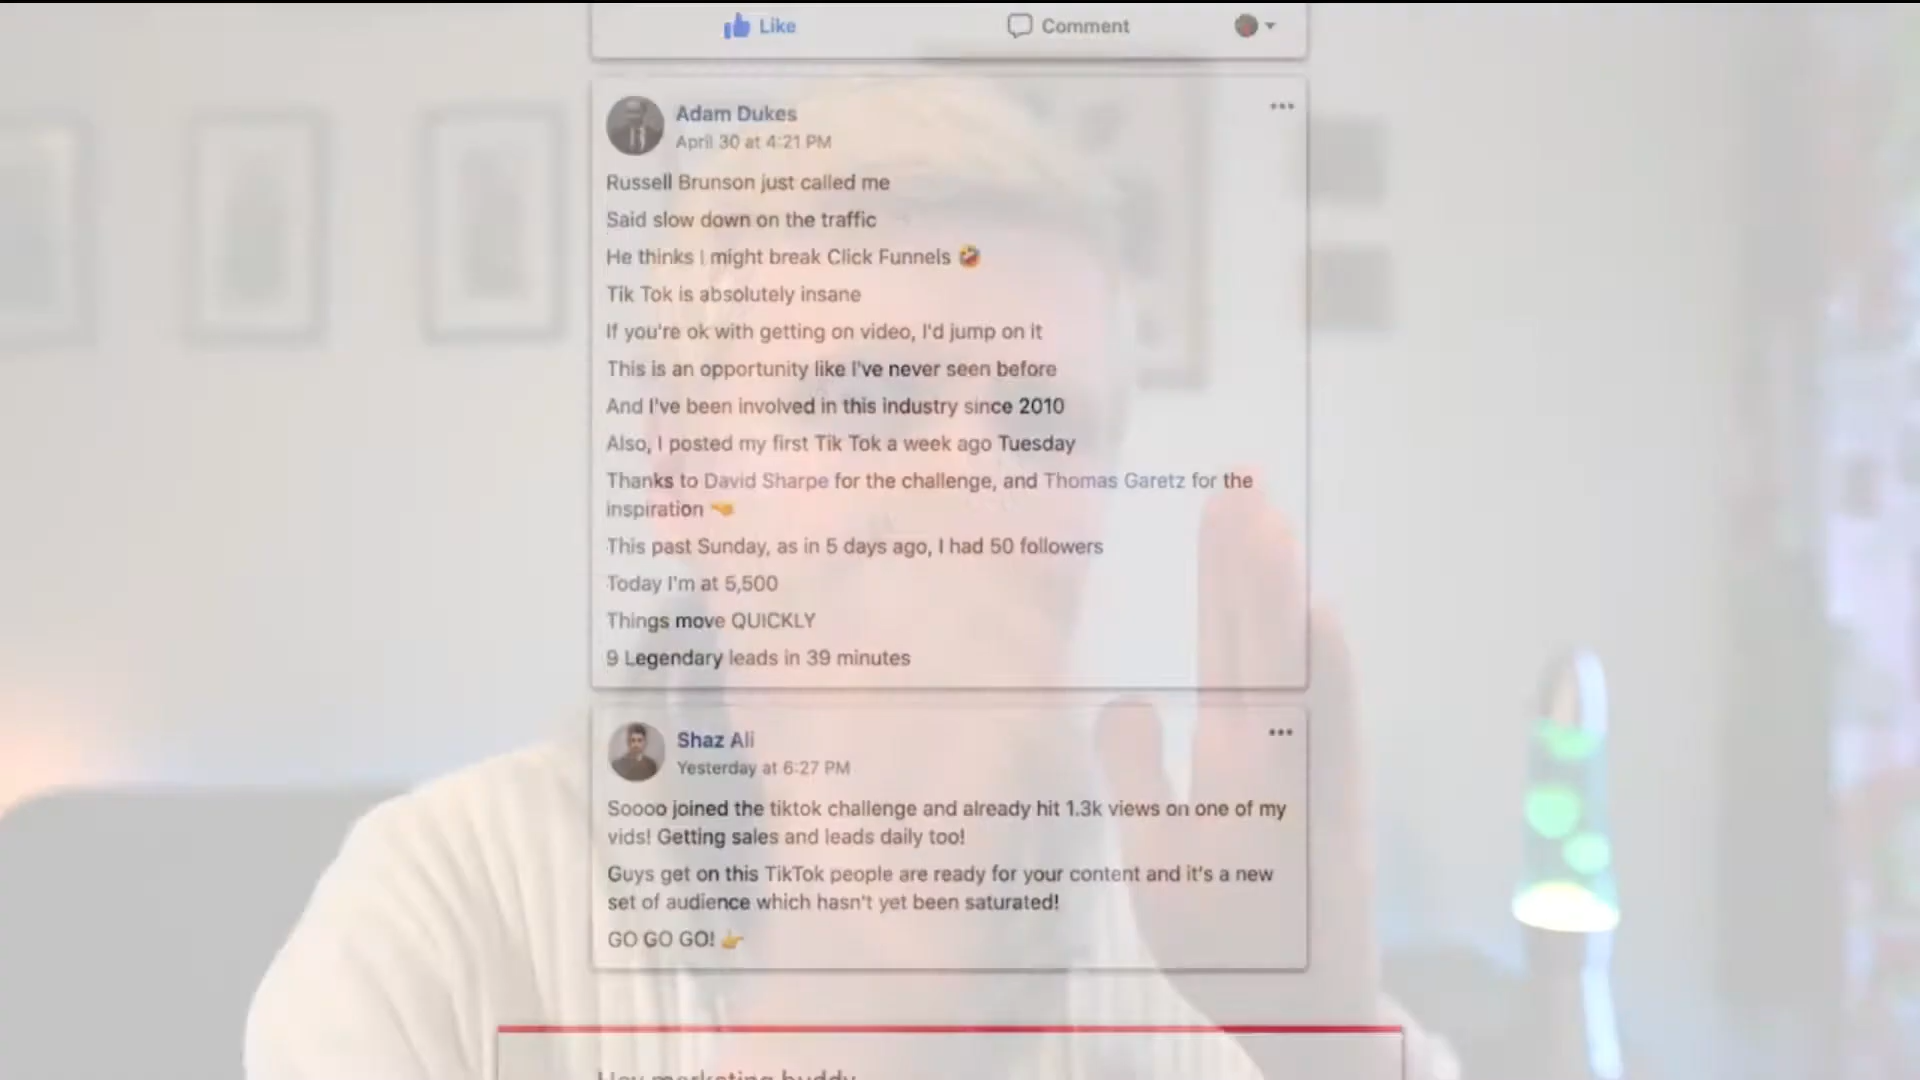 Like
Comment
Adam Dukes
April 30 at 4:21 PM
Russell Brunson just called me
Said slow down on the traffic
He thinks I might break Click Funnels 🤣
Tik Tok is absolutely insane
If you're ok with getting on video, I'd jump on it
This is an opportunity like I've never seen before
And I've been involved in this industry since 2010
Also, I posted my first Tik Tok a week ago Tuesday
Thanks to David Sharpe for the challenge, and Thomas Garetz for the
inspiration 🤜
This past Sunday, as in 5 days ago, I had 50 followers
Today I'm at 5,500
Things move QUICKLY
9 Legendary leads in 39 minutes
Shaz Ali
Yesterday at 6:27 PM
Soooo joined the tiktok challenge and already hit 1.3k views on one of my
vids! Getting sales and leads daily too!
Guys get on this TikTok people are ready for your content and it's a new
set of audience which hasn't yet been saturated!
GO GO GO! 👉
Hey marketing buddy